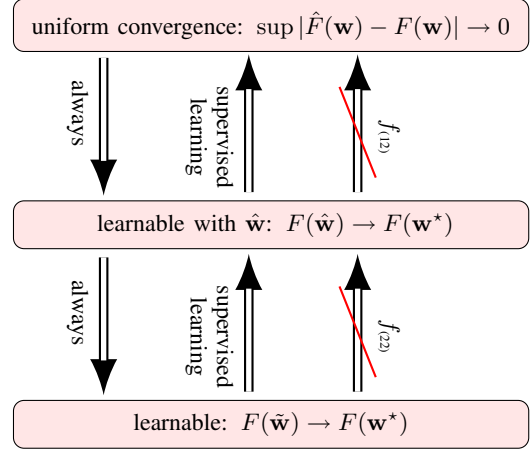 uniform convergence: sup |F̂(w) − F(w)| → 0
always
supervised
learning
f(12)
learnable with ŵ: F(ŵ) → F(w⋆)
always
supervised
learning
f(22)
learnable: F(w̃) → F(w⋆)